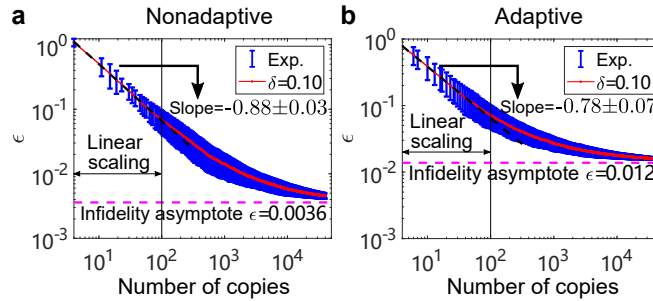 a Nonadaptive
10^0
10^-1
10^-2
10^-3
ϵ
Exp.
δ=0.10
Slope=-0.88±0.03
Linear
scaling
Infidelity asymptote ϵ=0.0036
10^1 10^2 10^3 10^4
Number of copies
b Adaptive
10^0
10^-1
10^-2
10^-3
ϵ
Exp.
δ=0.10
Slope=-0.78±0.07
Linear
scaling
Infidelity asymptote ϵ=0.012
10^1 10^2 10^3 10^4
Number of copies